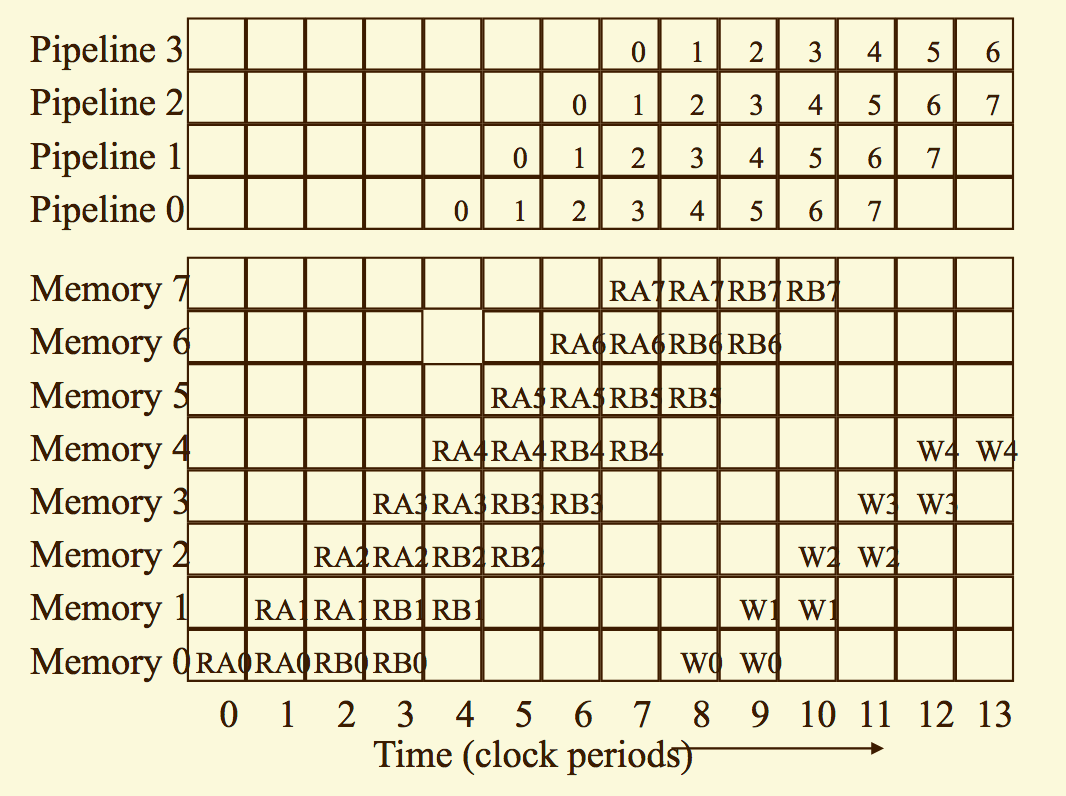 Pipeline 3 0 1 2 3 4 5 6
Pipeline 2 0 1 2 3 4 5 6 7
Pipeline 1 0 1 2 3 4 5 6 7
Pipeline 0 0 1 2 3 4 5 6 7
Memory 7 RA7 RA7 RB7 RB7
Memory 6 RA6 RA6 RB6 RB6
Memory 5 RA5 RA5 RB5 RB5
Memory 4 RA4 RA4 RB4 RB4 W4 W4
Memory 3 RA3 RA3 RB3 RB3 W3 W3
Memory 2 RA2 RA2 RB2 RB2 W2 W2
Memory 1 RA1 RA1 RB1 RB1 W1 W1
Memory 0 RA0 RA0 RB0 RB0 W0 W0
0 1 2 3 4 5 6 7 8 9 10 11 12 13
Time (clock periods)